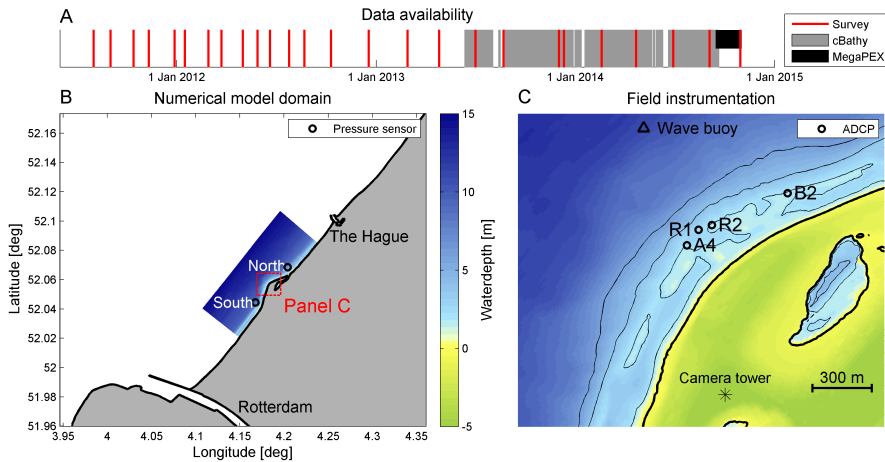 A
Data availability
Survey
cBathy
MegaPEX
1 Jan 2012
1 Jan 2013
1 Jan 2014
1 Jan 2015
B
Numerical model domain
Pressure sensor
52.16
52.14
52.12
52.1
52.08
52.06
52.04
52.02
52
51.98
51.96
Latitude [deg]
The Hague
North
South
Panel C
Rotterdam
3.95
4
4.05
4.1
4.15
4.2
4.25
4.3
4.35
Longitude [deg]
15
10
5
0
-5
Waterdepth [m]
C
Field instrumentation
Wave buoy
ADCP
B2
R1
R2
A4
Camera tower
300 m